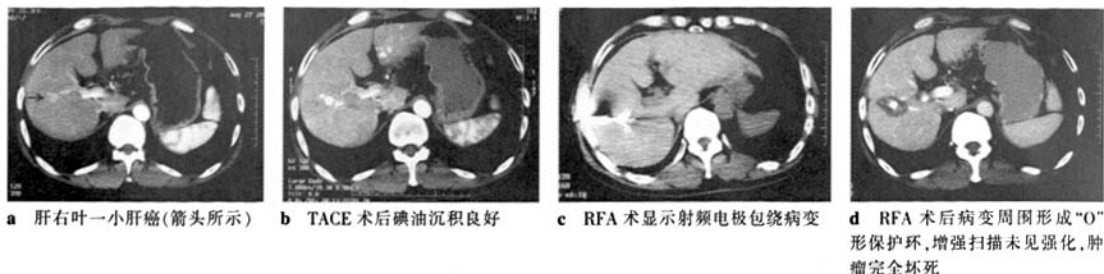 a 肝右叶一小肝癌(箭头所示)
b TACE 术后碘油沉积良好
c RFA 术显示射频电极包绕病变
d RFA 术后病变周围形成“O”
形保护环,增强扫描未见强化,肿
瘤完全坏死